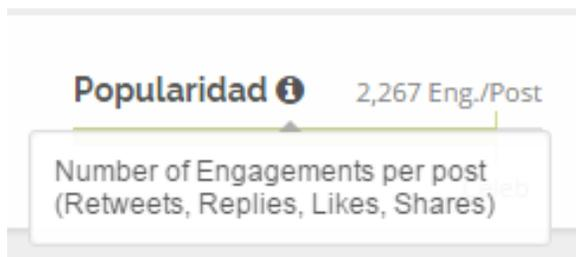 Popularidad 2,267 Eng./Post
Number of Engagements per post
(Retweets, Replies, Likes, Shares)